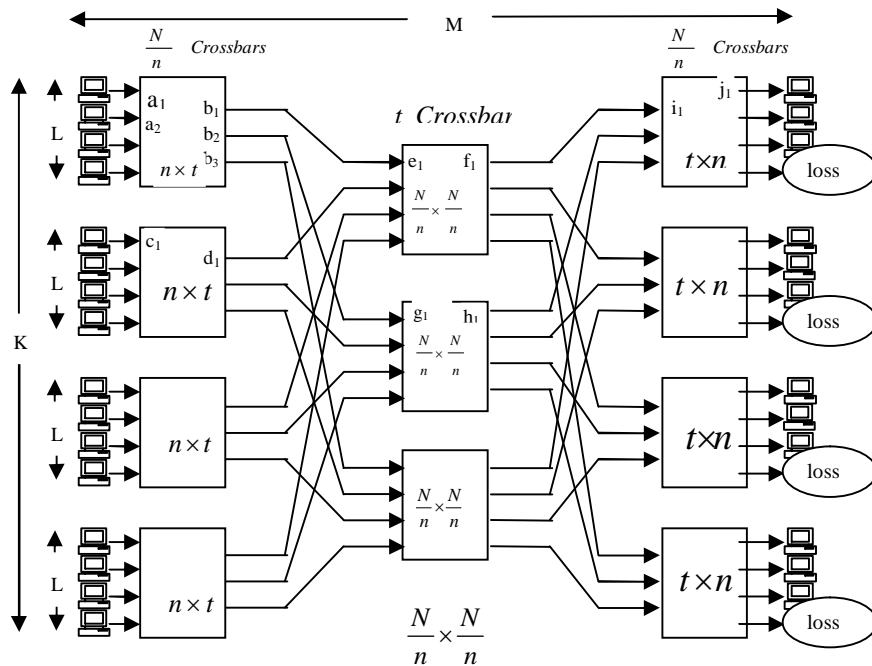 M
N/n Crossbars
N/n Crossbars
t Crossbar
K
L
a₁
a₂
b₁
b₂
b₃
n × t
L
c₁
d₁
n × t
L
n × t
L
n × t
e₁ f₁
N/n × N/n
g₁ h₁
N/n × N/n
N/n × N/n
N/n × N/n
i₁
j₁
t×n
loss
t × n
loss
t×n
loss
t×n
loss